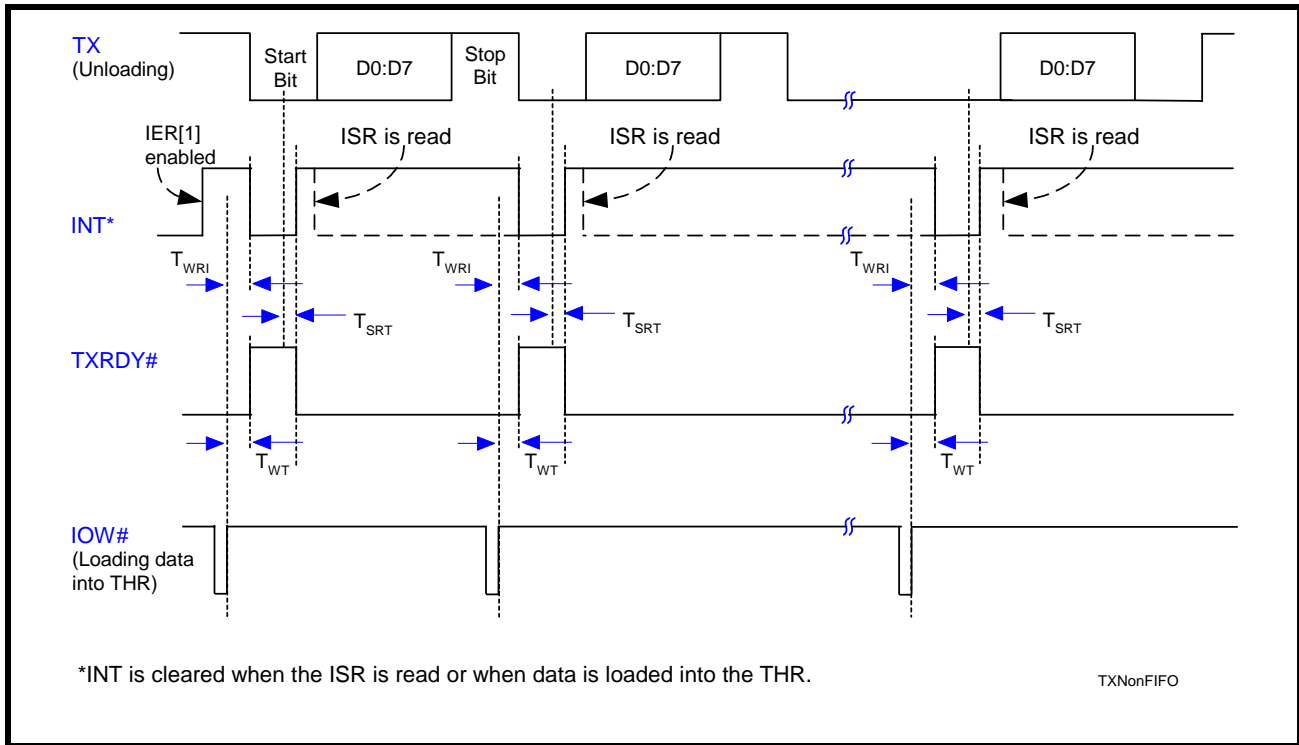 TX
(Unloading)
Start
Bit
D0:D7
Stop
Bit
D0:D7
D0:D7
IER[1]
enabled
ISR is read
ISR is read
ISR is read
INT*
TWRI
TWRI
TWRI
TSRT
TSRT
TSRT
TXRDY#
TWT
TWT
TWT
IOW#
(Loading data
into THR)
*INT is cleared when the ISR is read or when data is loaded into the THR.
TXNonFIFO